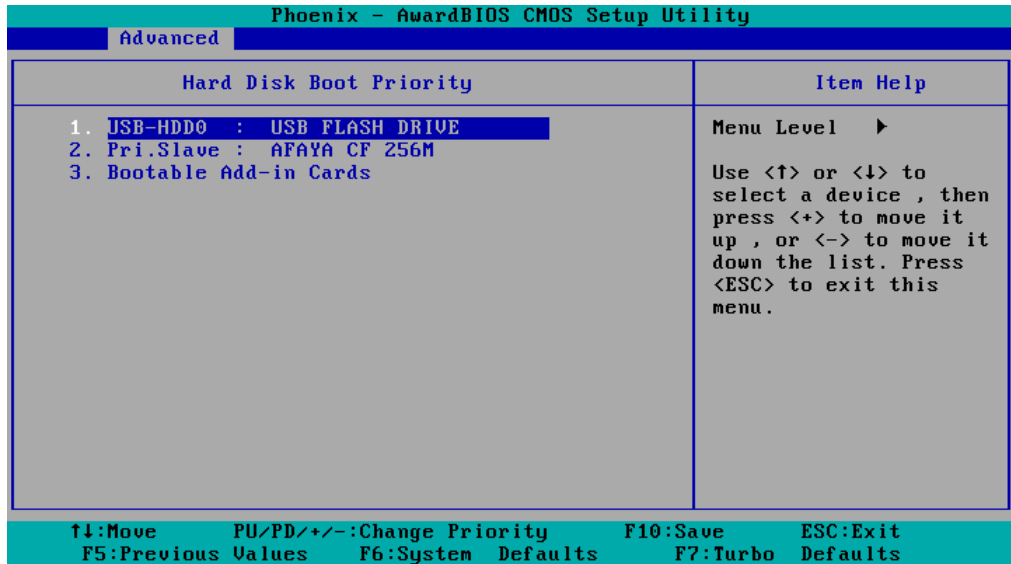 Phoenix - AwardBIOS CMOS Setup Utility
Advanced
Hard Disk Boot Priority
1. USB-HDD0 : USB FLASH DRIVE
2. Pri.Slave : AFAYA CF 256M
3. Bootable Add-in Cards
Item Help
Menu Level ▶
Use <↑> or <↓> to
select a device , then
press <+> to move it
up , or <-> to move it
down the list. Press
<ESC> to exit this
menu.
↑↓:Move PU/PD/+/-:Change Priority F10:Save ESC:Exit
F5:Previous Values F6:System Defaults F7:Turbo Defaults